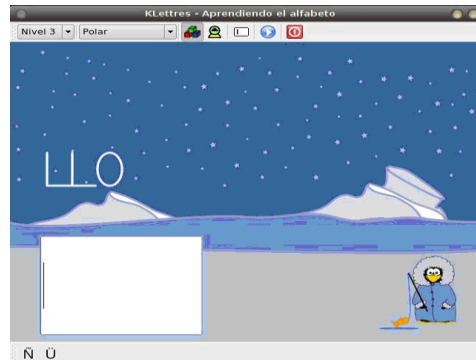 KLettres - Aprendiendo el alfabeto
Nivel 3 Polar
LLO
Ñ Ü